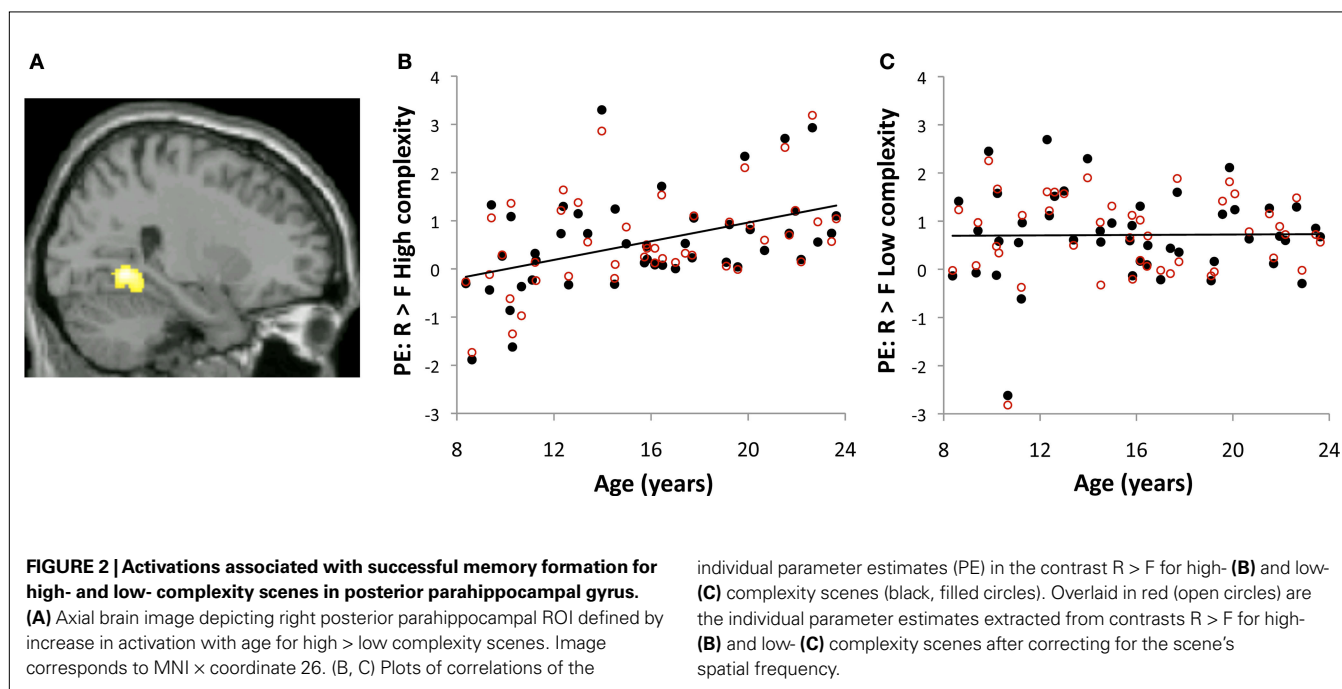 A
B
PE: R > F High complexity
4
3
2
1
0
-1
-2
-3
8
12
16
20
24
Age (years)
C
PE: R > F Low complexity
4
3
2
1
0
-1
-2
-3
8
12
16
20
24
Age (years)
FIGURE 2 | Activations associated with successful memory formation for
high- and low- complexity scenes in posterior parahippocampal gyrus.
(A) Axial brain image depicting right posterior parahippocampal ROI defined by
increase in activation with age for high > low complexity scenes. Image
corresponds to MNI × coordinate 26. (B, C) Plots of correlations of the
individual parameter estimates (PE) in the contrast R > F for high- (B) and low-
(C) complexity scenes (black, filled circles). Overlaid in red (open circles) are
the individual parameter estimates extracted from contrasts R > F for high-
(B) and low- (C) complexity scenes after correcting for the scene's
spatial frequency.